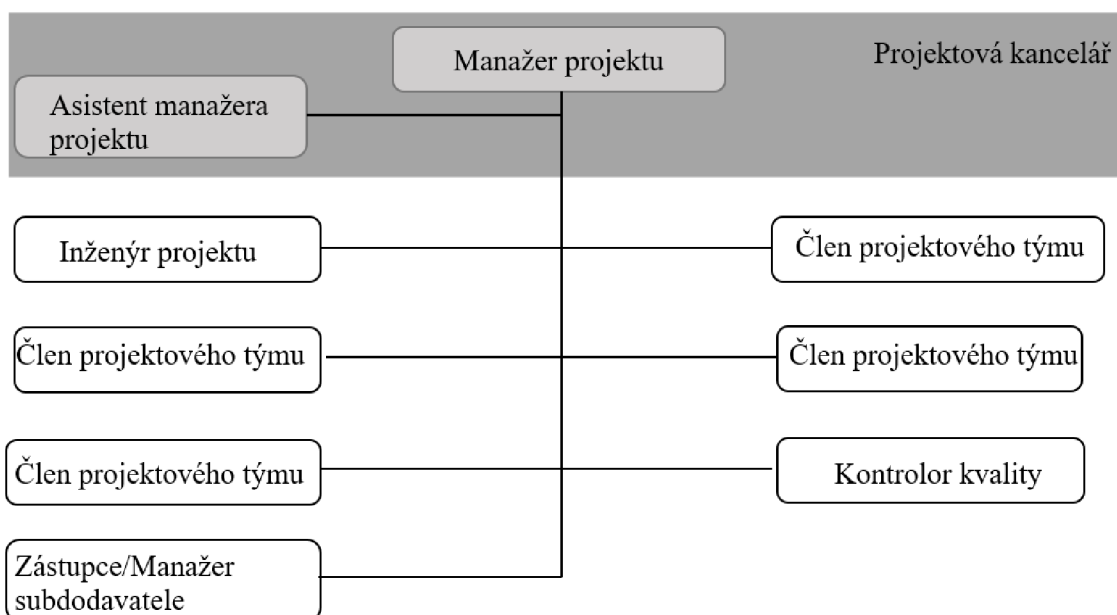 Manažer projektu
Projektová kancelář
Asistent manažera
projektu
Inženýr projektu
Člen projektového týmu
Člen projektového týmu
Člen projektového týmu
Člen projektového týmu
Kontrolor kvality
Zástupce/Manažer
subdodavatele